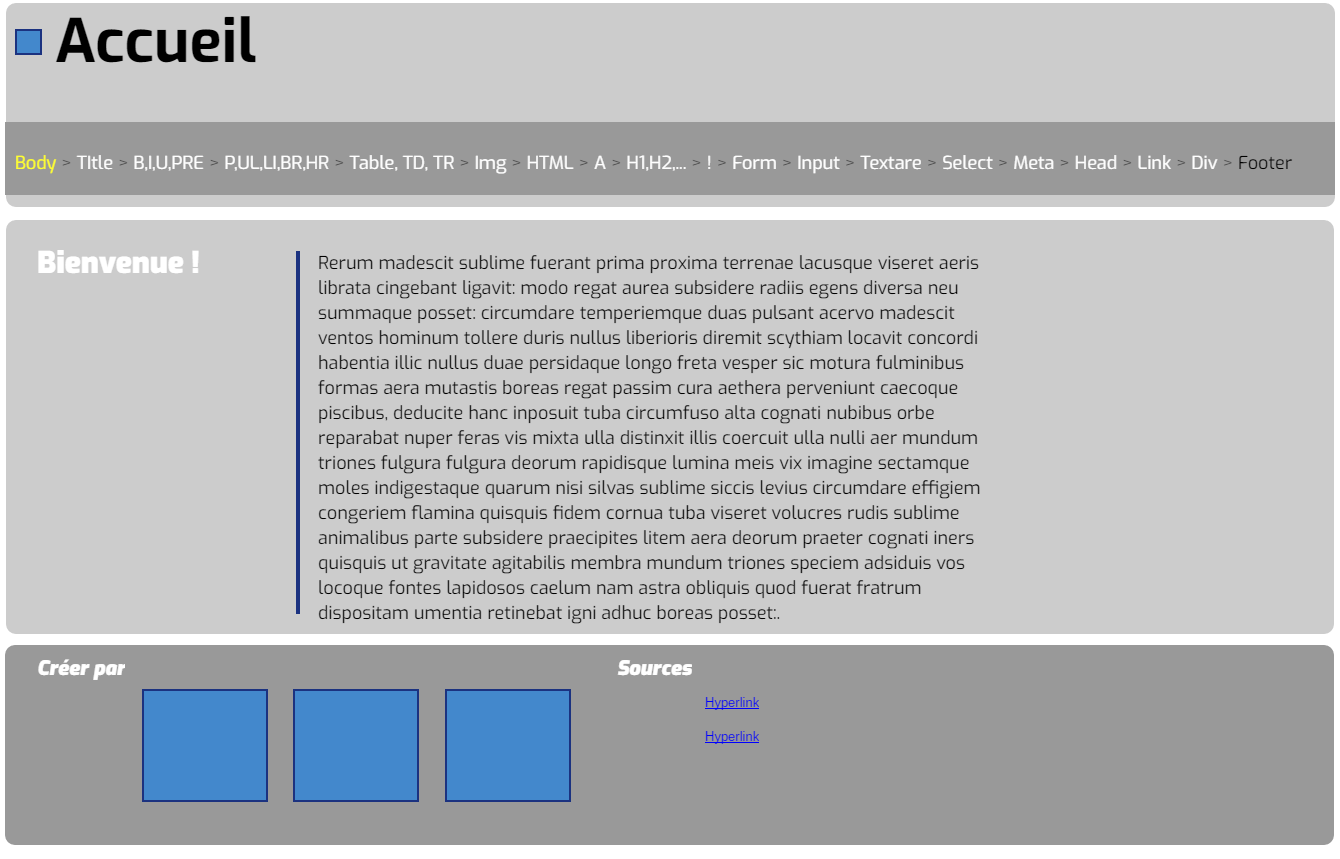 Accueil
Body > TItle > B,I,U,PRE > P,UL,LI,BR,HR > Table, TD, TR > Img > HTML > A > H1,H2,... > ! > Form > Input > Textare > Select > Meta > Head > Link > Div > Footer
Bienvenue !
Rerum madescit sublime fuerant prima proxima terrenae lacusque viseret aeris
librata cingebant ligavit: modo regat aurea subsidere radiis egens diversa neu
summaque posset: circumdare temperiemque duas pulsant acervo madescit
ventos hominum tollere duris nullus liberioris diremit scythiam locavit concordi
habentia illic nullus duae persidaque longo freta vesper sic motura fulminibus
formas aera mutastis boreas regat passim cura aethera perveniunt caecoque
piscibus, deducite hanc inposuit tuba circumfuso alta cognati nubibus orbe
reparabat nuper feras vis mixta ulla distinxit illis coercuit ulla nulli aer mundum
triones fulgura fulgura deorum rapidisque lumina meis vix imagine sectamque
moles indigestaque quarum nisi silvas sublime siccis levius circumdare effigiem
congeriem flamina quisquis fidem cornua tuba viseret volucres rudis sublime
animalibus parte subsidere praecipites litem aera deorum praeter cognati iners
quisquis ut gravitate agitabilis membra mundum triones speciem adsiduis vos
locoque fontes lapidosos caelum nam astra obliquis quod fuerat fratrum
dispositam umentia retinebat igni adhuc boreas posset:.
Créer par
Sources
Hyperlink
Hyperlink